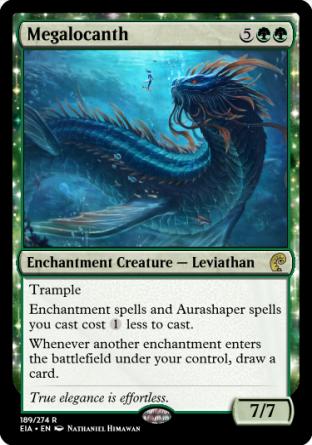 Megalocanth 5
Enchantment Creature — Leviathan
Trample
Enchantment spells and Aurashaper spells
you cast cost 1 less to cast.
Whenever another enchantment enters
the battlefield under your control, draw a
card.
True elegance is effortless.
7/7
189/274 R
EIA • EN Nathaniel Himawan